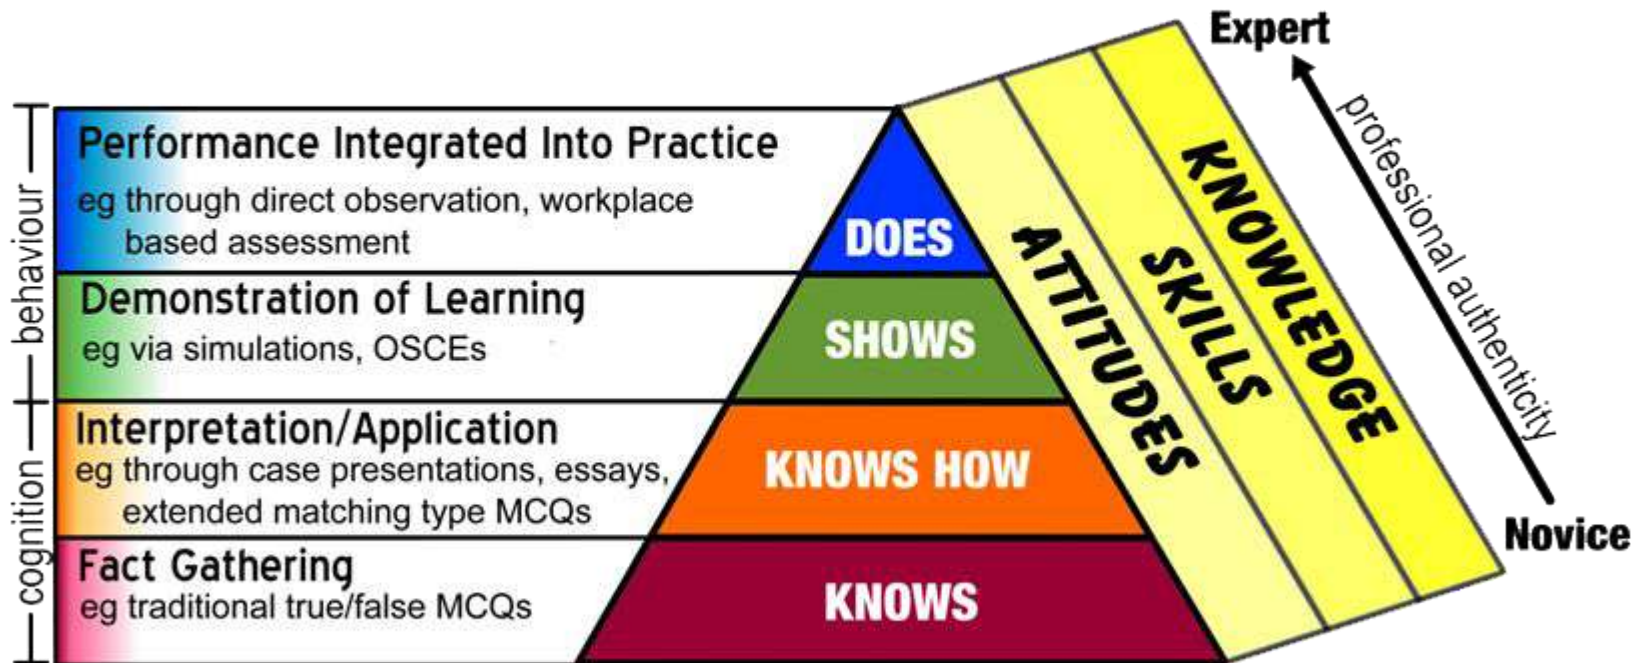 Expert
professional authenticity
Novice
behaviour
cognition
Performance Integrated Into Practice
eg through direct observation, workplace
based assessment
DOES
Demonstration of Learning
eg via simulations, OSCEs
SHOWS
Interpretation/Application
eg through case presentations, essays,
extended matching type MCQs
KNOWS HOW
Fact Gathering
eg traditional true/false MCQs
KNOWS
ATTITUDES
SKILLS
KNOWLEDGE